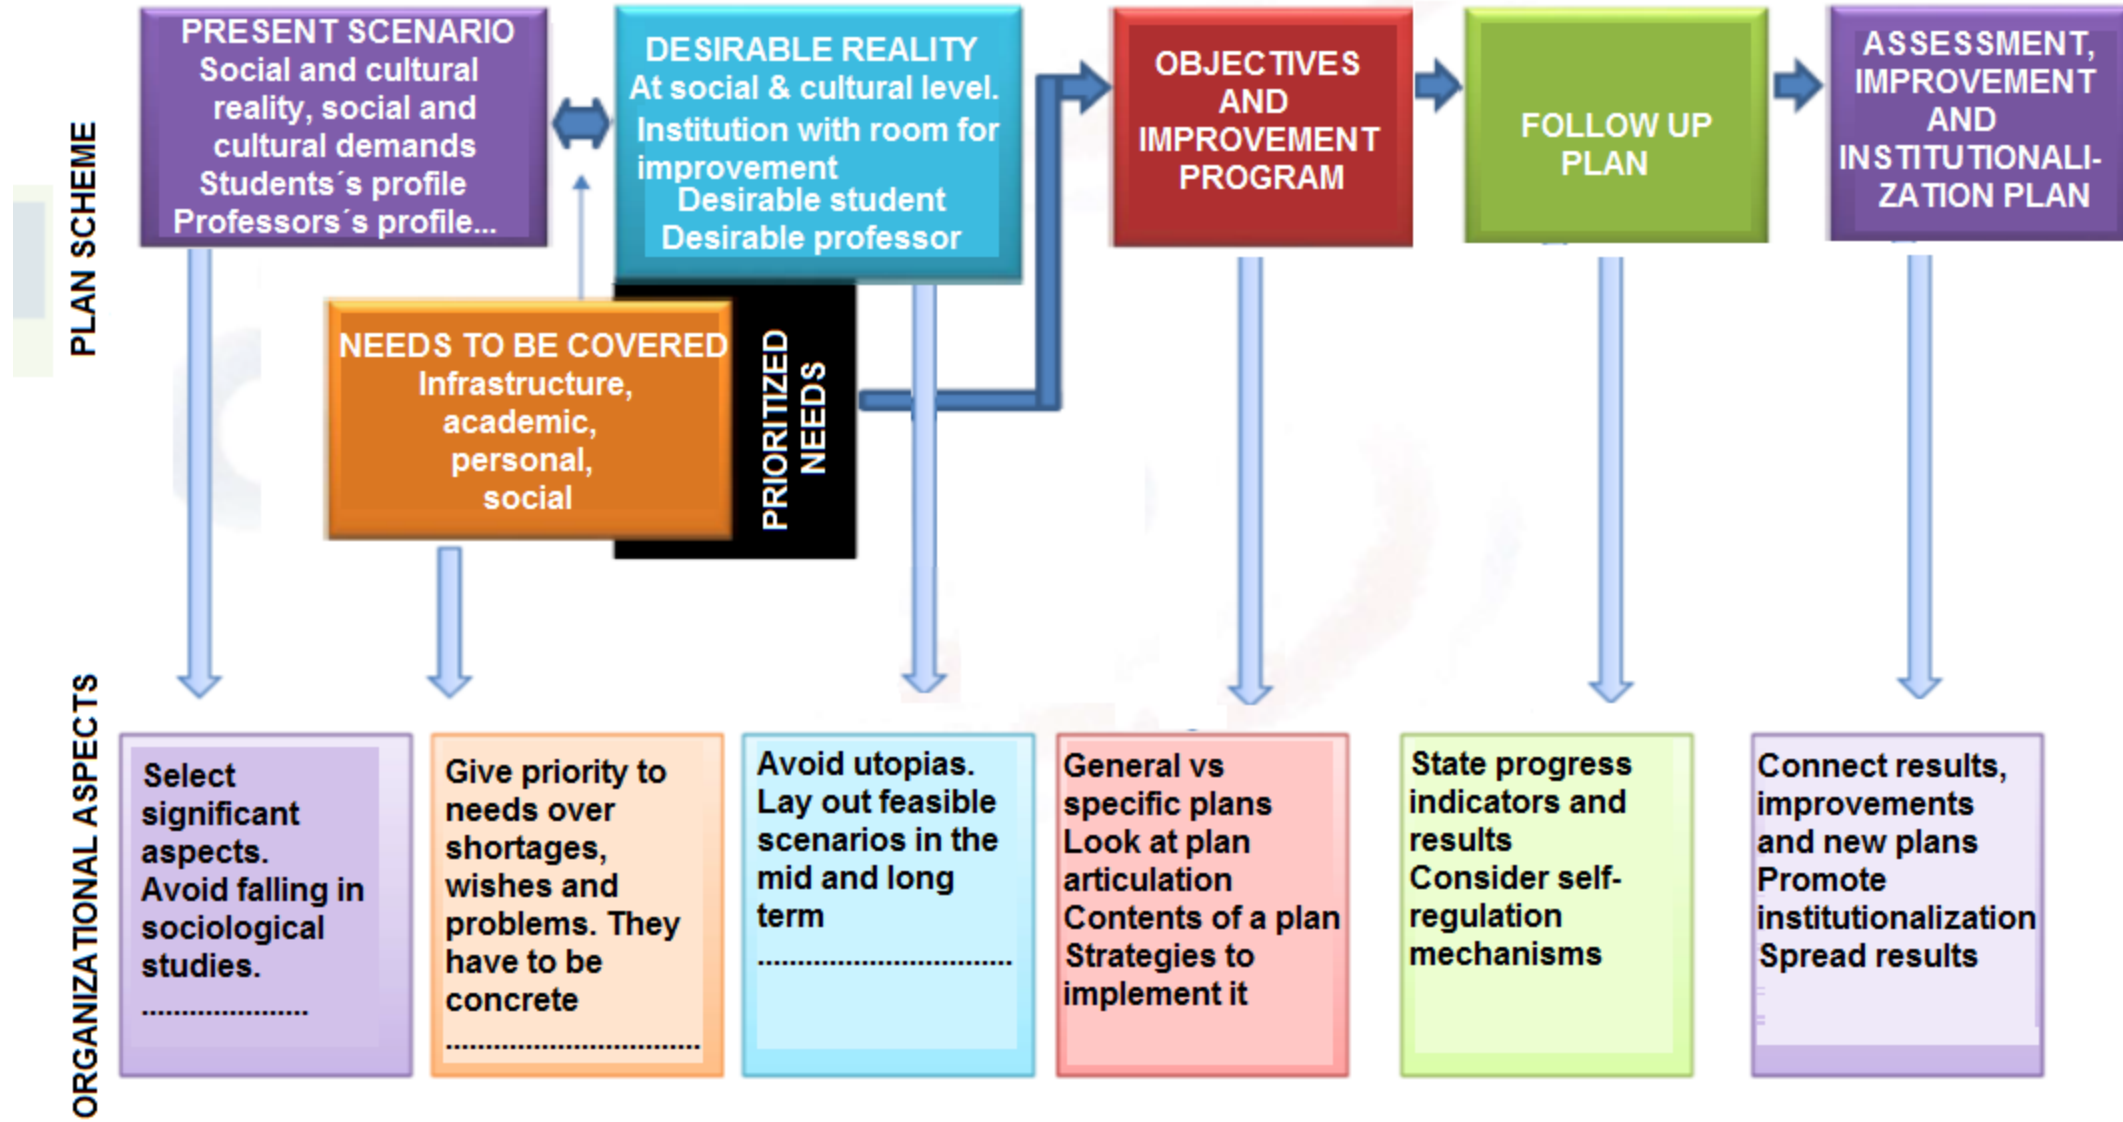 PLAN SCHEME
PRESENT SCENARIO
Social and cultural
reality, social and
cultural demands
Students´s profile
Professors´s profile...
DESIRABLE REALITY
At social & cultural level.
Institution with room for
improvement
Desirable student
Desirable professor
OBJECTIVES
AND
IMPROVEMENT
PROGRAM
FOLLOW UP
PLAN
ASSESSMENT,
IMPROVEMENT
AND
INSTITUTIONALI-
ZATION PLAN
NEEDS TO BE COVERED
Infrastructure,
academic,
personal,
social
PRIORITIZED
NEEDS
ORGANIZATIONAL ASPECTS
Select
significant
aspects.
Avoid falling in
sociological
studies.
.....................
Give priority to
needs over
shortages,
wishes and
problems. They
have to be
concrete
................................
Avoid utopias.
Lay out feasible
scenarios in the
mid and long
term
................................
General vs
specific plans
Look at plan
articulation
Contents of a plan
Strategies to
implement it
State progress
indicators and
results
Consider self-
regulation
mechanisms
Connect results,
improvements
and new plans
Promote
institutionalization
Spread results